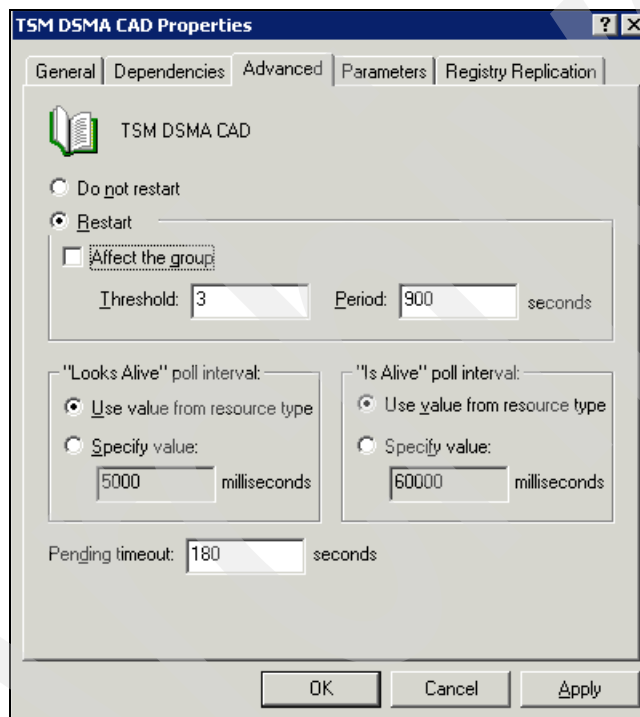 TSM DSMA CAD Properties
General Dependencies Advanced Parameters Registry Replication
TSM DSMA CAD
Do not restart
Restart
Affect the group
Threshold: 3 Period: 900 seconds
"Looks Alive" poll interval: "Is Alive" poll interval:
Use value from resource type Use value from resource type
Specify value: Specify value:
5000 milliseconds 60000 milliseconds
Pending timeout: 180 seconds
OK Cancel Apply